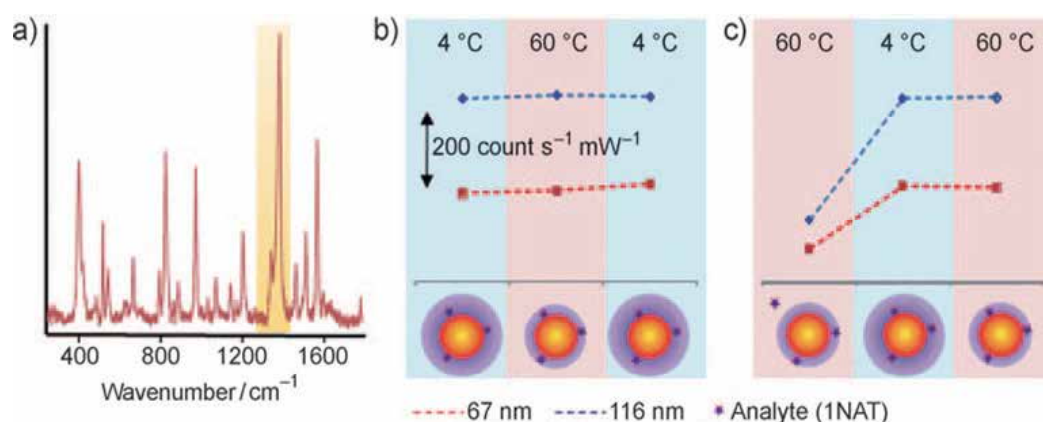 a)
400 800 1200 1600
Wavenumber/cm⁻¹
b)
4 °C 60 °C 4 °C
200 count s⁻¹ mW⁻¹
c)
60 °C 4 °C 60 °C
67 nm 116 nm Analyte (1NAT)